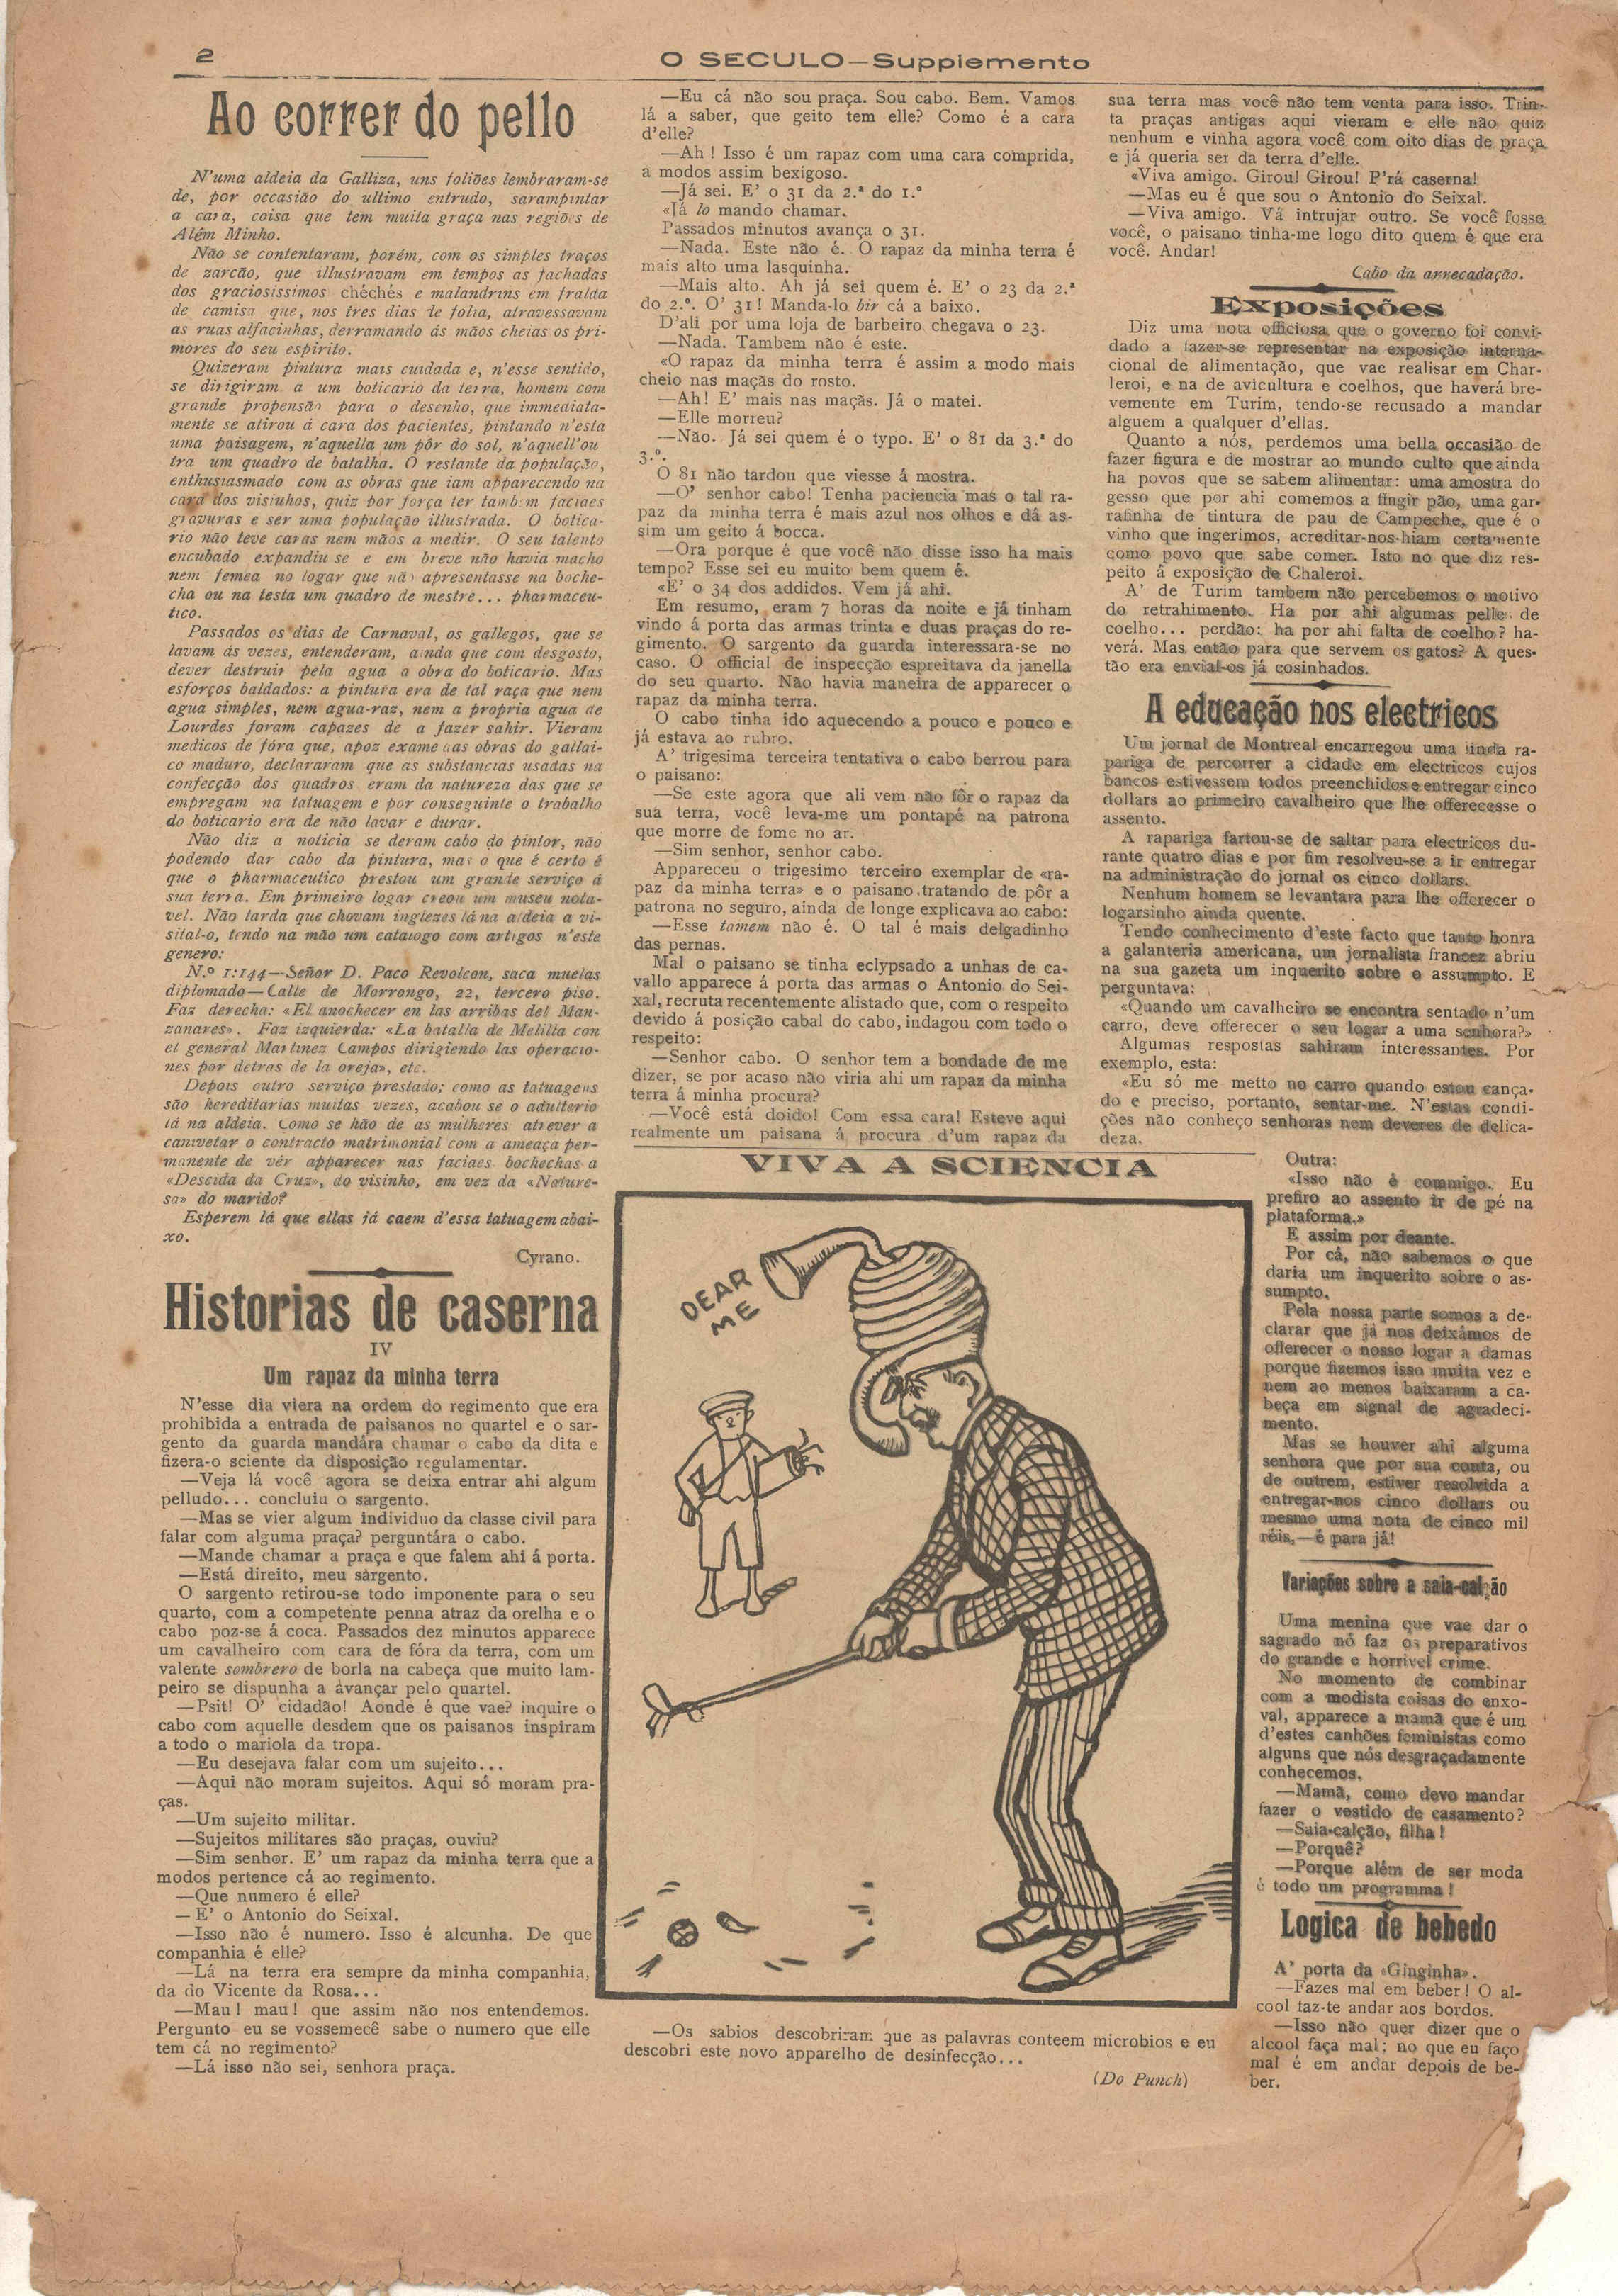 2
O SECULO—Supplemento
Ao correr do pello
N'uma aldeia da Galliza, uns foliões lembraram-se
de, por occasião do ultimo entrudo, sarampintar
a cara, coisa que tem muita graça nas regiões de
Além Minho.
Não se contentaram, porém, com os simples traços
de zarcão, que illustravam em tempos as fachadas
dos graciosissimos chéchés e malandrins em fralda
de camisa que, nos tres dias de folia, atravessavam
as ruas alfacinhas, derramando ás mãos cheias os pri-
mores do seu espirito.
Quizeram pintura mais cuidada e, n'esse sentido,
se dirigiram a um boticario da terra, homem com
grande propensão para o desenho, que immediata-
mente se atirou á cara dos pacientes, pintando n'esta
uma paisagem, n'aquella um pôr do sol, n'aquell'ou
tra um quadro de batalha. O restante da população,
enthusiasmado com as obras que iam apparecendo na
cara dos visiuhos, quiz por força ter tambem faciaes
gravuras e ser uma população illustrada. O botica-
rio não teve caras nem mãos a medir. O seu talento
encubado expandiu se e em breve não havia macho
nem femea no logar que não apresentasse na boche-
cha ou na testa um quadro de mestre... pharmaceu-
tico.
Passados os dias de Carnaval, os gallegos, que se
lavam ás vezes, entenderam, ainda que com desgosto,
dever destruir pela agua a obra do boticario. Mas
esforços baldados: a pintura era de tal raça que nem
agua simples, nem agua-raz, nem a propria agua de
Lourdes foram capazes de a fazer sahir. Vieram
medicos de fóra que, apoz exame das obras do gallai-
co maduro, declararam que as substancias usadas na
confecção dos quadros eram da natureza das que se
empregam na tatuagem e por conseguinte o trabalho
do boticario era de não lavar e durar.
Não diz a noticia se deram cabo do pintor, não
podendo dar cabo da pintura, mas o que é certo é
que o pharmaceutico prestou um grande serviço á
sua terra. Em primeiro logar creou um museu nota-
vel. Não tarda que chovam inglezes lá na aldeia a vi-
sital-o, tendo na mão um catalogo com artigos n'este
genero:
N.º 1:144—Señor D. Paco Revolcon, saca muelas
diplomado—Calle de Morrongo, 22, tercero piso.
Faz derecha: «El anochecer en las arribas del Man-
zanares». Faz izquierda: «La batalla de Melilla con
el general Martinez Campos dirigiendo las operacio-
nes por detras de la oreja», etc.
Depois outro serviço prestado; como as tatuagens
são hereditarias muitas vezes, acabou se o adulterio
lá na aldeia. Como se hão de as mulheres atrever a
canivetar o contracto matrimonial com a ameaça per-
manente de vêr apparecer nas faciaes bochechas a
«Descida da Cruz», do visinho, em vez da «Nature-
sa» do marido?
Esperem lá que ellas já caem d'essa tatuagem abai-
xo.
Cyrano.
Historias de caserna
IV
Um rapaz da minha terra
N'esse dia viera na ordem do regimento que era
prohibida a entrada de paisanos no quartel e o sar-
gento da guarda mandára chamar o cabo da dita e
fizera-o sciente da disposição regulamentar.
—Veja lá você agora se deixa entrar ahi algum
pelludo... concluiu o sargento.
—Mas se vier algum individuo da classe civil para
falar com alguma praça? perguntára o cabo.
—Mande chamar a praça e que falem ahi á porta.
—Está direito, meu sargento.
O sargento retirou-se todo imponente para o seu
quarto, com a competente penna atraz da orelha e o
cabo poz-se á coca. Passados dez minutos apparece
um cavalheiro com cara de fóra da terra, com um
valente sombrero de borla na cabeça que muito lam-
peiro se dispunha a avançar pelo quartel.
—Psit! O' cidadão! Aonde é que vae? inquire o
cabo com aquelle desdem que os paisanos inspiram
a todo o mariola da tropa.
—Eu desejava falar com um sujeito...
—Aqui não moram sujeitos. Aqui só moram pra-
ças.
—Um sujeito militar.
—Sujeitos militares são praças, ouviu?
—Sim senhor. E' um rapaz da minha terra que a
modos pertence cá ao regimento.
—Que numero é elle?
—E' o Antonio do Seixal.
—Isso não é numero. Isso é alcunha. De que
companhia é elle?
—Lá na terra era sempre da minha companhia,
da do Vicente da Rosa...
—Mau! mau! que assim não nos entendemos.
Pergunto eu se vossemecê sabe o numero que elle
tem cá no regimento?
—Lá isso não sei, senhora praça.
—Eu cá não sou praça. Sou cabo. Bem. Vamos
lá a saber, que geito tem elle? Como é a cara
d'elle?
—Ah! Isso é um rapaz com uma cara comprida,
a modos assim bexigoso.
—Já sei. E' o 31 da 2.ª do 1.º
«Já lo mando chamar.
Passados minutos avança o 31.
—Nada. Este não é. O rapaz da minha terra é
mais alto uma lasquinha.
—Mais alto. Ah já sei quem é. E' o 23 da 2.ª
do 2.º. O' 31! Manda-lo bir cá a baixo.
D'ali por uma loja de barbeiro chegava o 23.
—Nada. Tambem não é este.
«O rapaz da minha terra é assim a modo mais
cheio nas maçãs do rosto.
—Ah! E' mais nas maçãs. Já o matei.
—Elle morreu?
—Não. Já sei quem é o typo. E' o 81 da 3.ª do
3.º.
O 81 não tardou que viesse á mostra.
—O' senhor cabo! Tenha paciencia mas o tal ra-
paz da minha terra é mais azul nos olhos e dá as-
sim um geito á bocca.
—Ora porque é que você não disse isso ha mais
tempo? Esse sei eu muito bem quem é.
«E' o 34 dos addidos. Vem já ahi.
Em resumo, eram 7 horas da noite e já tinham
vindo á porta das armas trinta e duas praças do re-
gimento. O sargento da guarda interessara-se no
caso. O official de inspecção espreitava da janella
do seu quarto. Não havia maneira de apparecer o
rapaz da minha terra.
O cabo tinha ido aquecendo a pouco e pouco e
já estava ao rubro.
A' trigesima terceira tentativa o cabo berrou para
o paisano:
—Se este agora que ali vem não fôr o rapaz da
sua terra, você leva-me um pontapé na patrona
que morre de fome no ar.
—Sim senhor, senhor cabo.
Appareceu o trigesimo terceiro exemplar de «ra-
paz da minha terra» e o paisano tratando de pôr a
patrona no seguro, ainda de longe explicava ao cabo:
—Esse tamem não é. O tal é mais delgadinho
das pernas.
Mal o paisano se tinha eclypsado a unhas de ca-
vallo apparece á porta das armas o Antonio do Sei-
xal, recruta recentemente alistado que, com o respeito
devido á posição cabal do cabo, indagou com todo o
respeito:
—Senhor cabo. O senhor tem a bondade de me
dizer, se por acaso não viria ahi um rapaz da minha
terra á minha procura?
—Você está doido! Com essa cara! Esteve aqui
realmente um paisana á procura d'um rapaz da
sua terra mas você não tem venta para isso. Trin-
ta praças antigas aqui vieram e elle não quiz
nenhum e vinha agora você com oito dias de praça
e já queria ser da terra d'elle.
«Viva amigo. Girou! Girou! P'rá caserna!
—Mas eu é que sou o Antonio do Seixal.
—Viva amigo. Vá intrujar outro. Se você fosse
você, o paisano tinha-me logo dito quem é que era
você. Andar!
Cabo da arrecadação.
Exposições
Diz uma nota officiosa que o governo foi convi-
dado a fazer-se representar na exposição interna-
cional de alimentação, que vae realisar em Char-
leroi, e na de avicultura e coelhos, que haverá bre-
vemente em Turim, tendo-se recusado a mandar
alguem a qualquer d'ellas.
Quanto a nós, perdemos uma bella occasião de
fazer figura e de mostrar ao mundo culto que ainda
ha povos que se sabem alimentar: uma amostra do
gesso que por ahi comemos a fingir pão, uma gar-
rafinha de tintura de pau de Campeche, que é o
vinho que ingerimos, acreditar-nos-hiam certamente
como povo que sabe comer. Isto no que diz res-
peito á exposição de Chaleroi.
A' de Turim tambem não percebemos o motivo
do retrahimento. Ha por ahi algumas pelle de
coelho... perdão: ha por ahi falta de coelho? ha-
verá. Mas então para que servem os gatos? A ques-
tão era envial-os já cosinhados.
A educação nos electricos
Um jornal de Montreal encarregou uma linda ra-
pariga de percorrer a cidade em electricos cujos
bancos estivessem todos preenchidos e entregar cinco
dollars ao primeiro cavalheiro que lhe offerecesse o
assento.
A rapariga fartou-se de saltar para electricos du-
rante quatro dias e por fim resolveu-se a ir entregar
na administração do jornal os cinco dollars.
Nenhum homem se levantara para lhe offerecer o
logarsinho ainda quente.
Tendo conhecimento d'este facto que tanto honra
a galanteria americana, um jornalista francez abriu
na sua gazeta um inquerito sobre o assumpto. E
perguntava:
«Quando um cavalheiro se encontra sentado n'um
carro, deve offerecer o seu logar a uma senhora?»
Algumas respostas sahiram interessantes. Por
exemplo, esta:
«Eu só me metto no carro quando estou cança-
do e preciso, portanto, sentar-me. N'estas condi-
ções não conheço senhoras nem deveres de delica-
deza.
Outra:
«Isso não é commigo. Eu
prefiro ao assento ir de pé na
plataforma.»
E assim por deante.
Por cá, não sabemos o que
daria um inquerito sobre o as-
sumpto.
Pela nossa parte somos a de-
clarar que já nos deixámos de
offerecer o nosso logar a damas
porque fizemos isso muita vez e
nem ao menos baixaram a ca-
beça em signal de agradeci-
mento.
Mas se houver ahi alguma
senhora que por sua conta, ou
de outrem, estiver resolvida a
entregar-nos cinco dollars ou
mesmo uma nota de cinco mil
réis,—é para já!
Variações sobre a saia-calção
Uma menina que vae dar o
sagrado nó faz os preparativos
do grande e horrivel crime.
No momento de combinar
com a modista coisas do enxo-
val, apparece a mamã que é um
d'estes canhões feministas como
alguns que nós desgraçadamente
conhecemos.
—Mamã, como devo mandar
fazer o vestido de casamento?
—Saia-calção, filha!
—Porquê?
—Porque além de ser moda
é todo um programma!
Logica de bebedo
A' porta da «Ginginha».
—Fazes mal em beber! O al-
cool faz-te andar aos bordos.
—Isso não quer dizer que o
alcool faça mal; no que eu faço
mal é em andar depois de be-
ber.
VIVA A SCIENCIA
DEAR
ME
—Os sabios descobriram que as palavras conteem microbios e eu
descobri este novo apparelho de desinfecção...
(Do Punch)